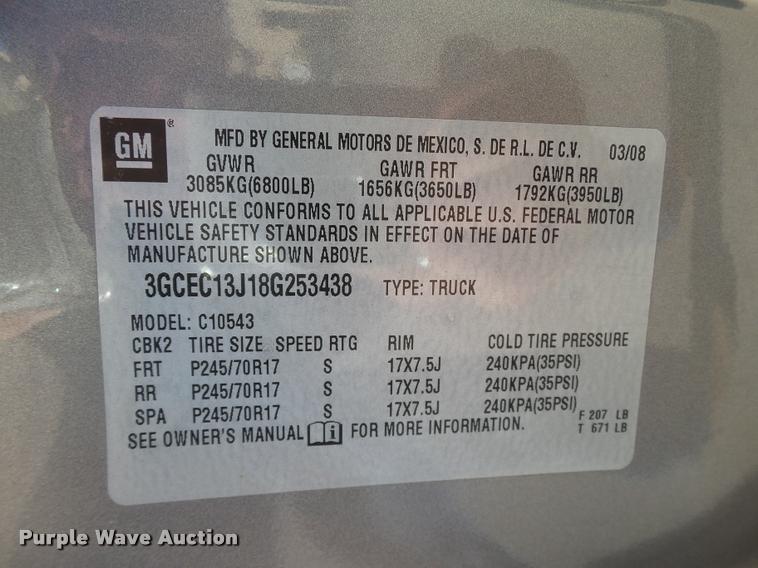 GM ®
MFD BY GENERAL MOTORS DE MEXICO, S. DE R.L. DE C.V. 03/08
GVWR GAWR FRT GAWR RR
3085KG(6800LB) 1656KG(3650LB) 1792KG(3950LB)
THIS VEHICLE CONFORMS TO ALL APPLICABLE U.S. FEDERAL MOTOR
VEHICLE SAFETY STANDARDS IN EFFECT ON THE DATE OF
MANUFACTURE SHOWN ABOVE.
3GCEC13J18G253438 TYPE: TRUCK
MODEL: C10543
CBK2 TIRE SIZE SPEED RTG RIM COLD TIRE PRESSURE
FRT P245/70R17 S 17X7.5J 240KPA(35PSI)
RR P245/70R17 S 17X7.5J 240KPA(35PSI)
SPA P245/70R17 S 17X7.5J 240KPA(35PSI) F 207 LB
SEE OWNER'S MANUAL i FOR MORE INFORMATION. T 671 LB
Purple Wave Auction